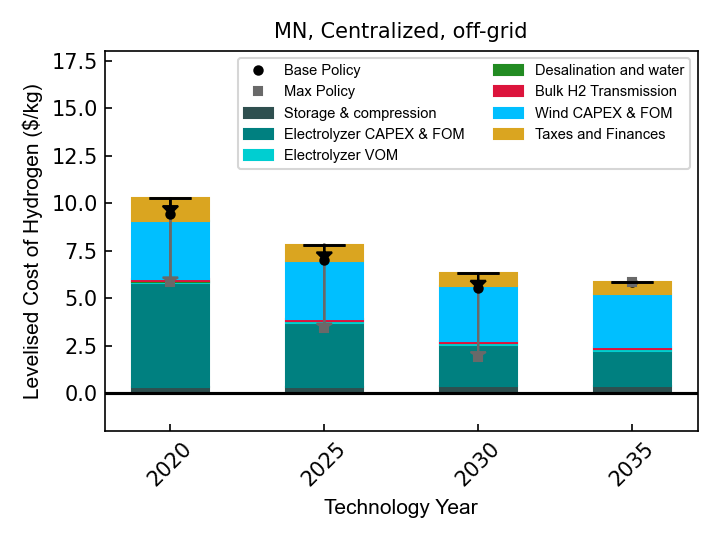 MN, Centralized, off-grid
Levelised Cost of Hydrogen ($/kg)
17.5
15.0
12.5
10.0
7.5
5.0
2.5
0.0
Base Policy
Max Policy
Storage & compression
Electrolyzer CAPEX & FOM
Electrolyzer VOM
Desalination and water
Bulk H2 Transmission
Wind CAPEX & FOM
Taxes and Finances
2020
2025
2030
2035
Technology Year